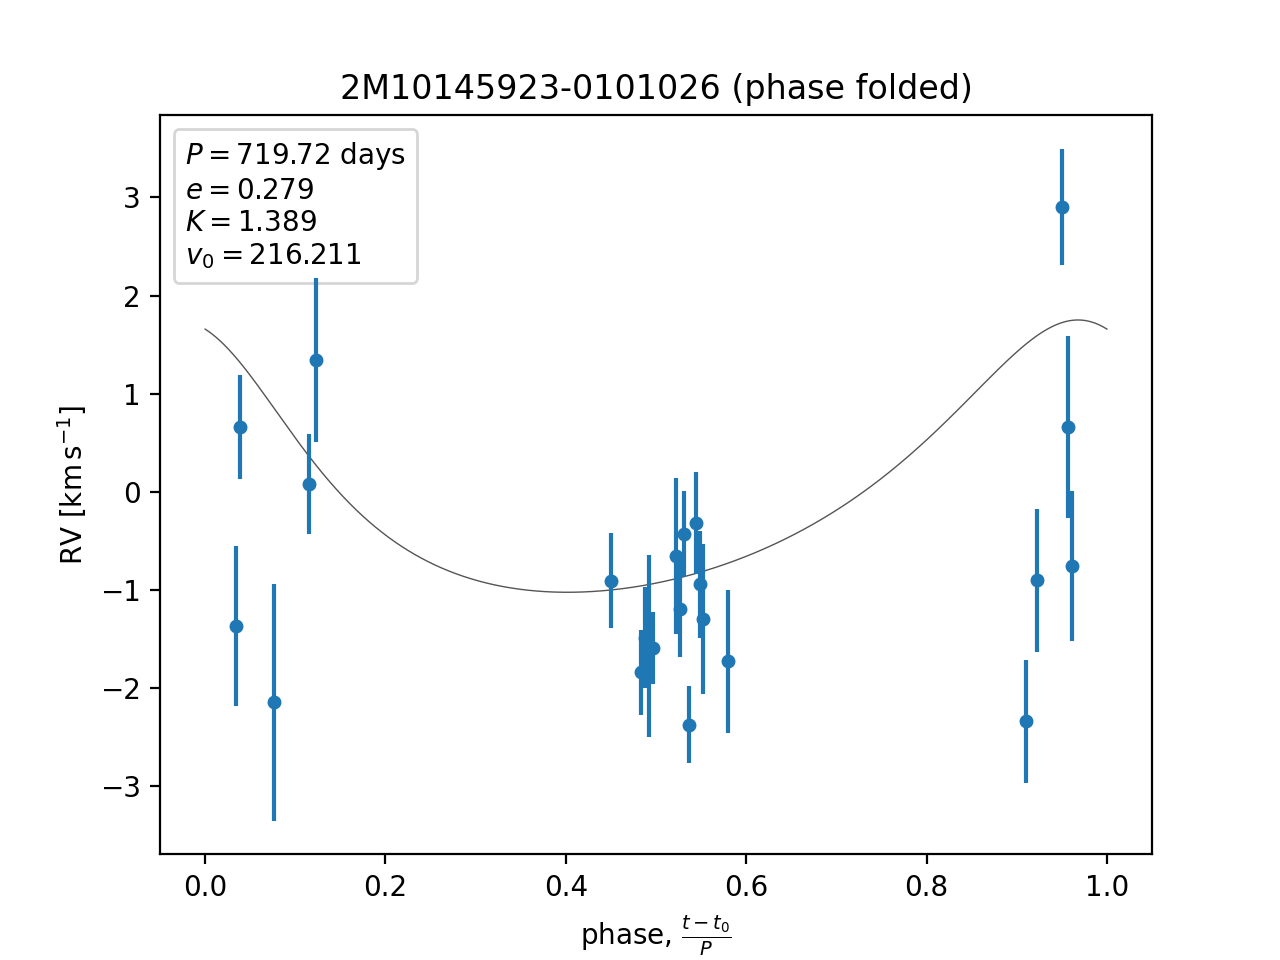 2M10145923-0101026 (phase folded)
P = 719.72 days
e = 0.279
K = 1.389
v₀ = 216.211
3
2
1
0
−1
−2
−3
RV [km s⁻¹]
0.0 0.2 0.4 0.6 0.8 1.0
phase, (t − t₀)/P